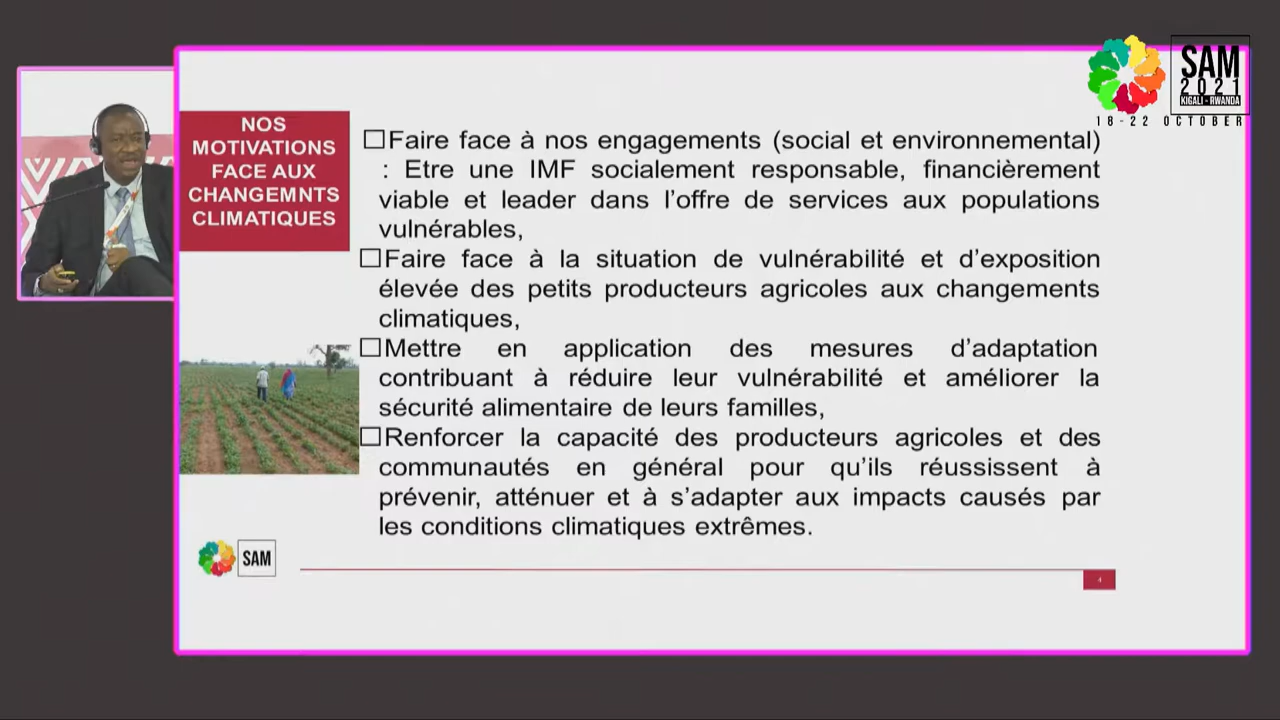 SAM
2021
KIGALI - RWANDA
18-22 OCTOBER
NOS
MOTIVATIONS
FACE AUX
CHANGEMNTS
CLIMATIQUES
Faire face à nos engagements (social et environnemental)
: Etre une IMF socialement responsable, financièrement
viable et leader dans l’offre de services aux populations
vulnérables,
Faire face à la situation de vulnérabilité et d’exposition
élevée des petits producteurs agricoles aux changements
climatiques,
Mettre en application des mesures d’adaptation
contribuant à réduire leur vulnérabilité et améliorer la
sécurité alimentaire de leurs familles,
Renforcer la capacité des producteurs agricoles et des
communautés en général pour qu’ils réussissent à
prévenir, atténuer et à s’adapter aux impacts causés par
les conditions climatiques extrêmes.
SAM
4